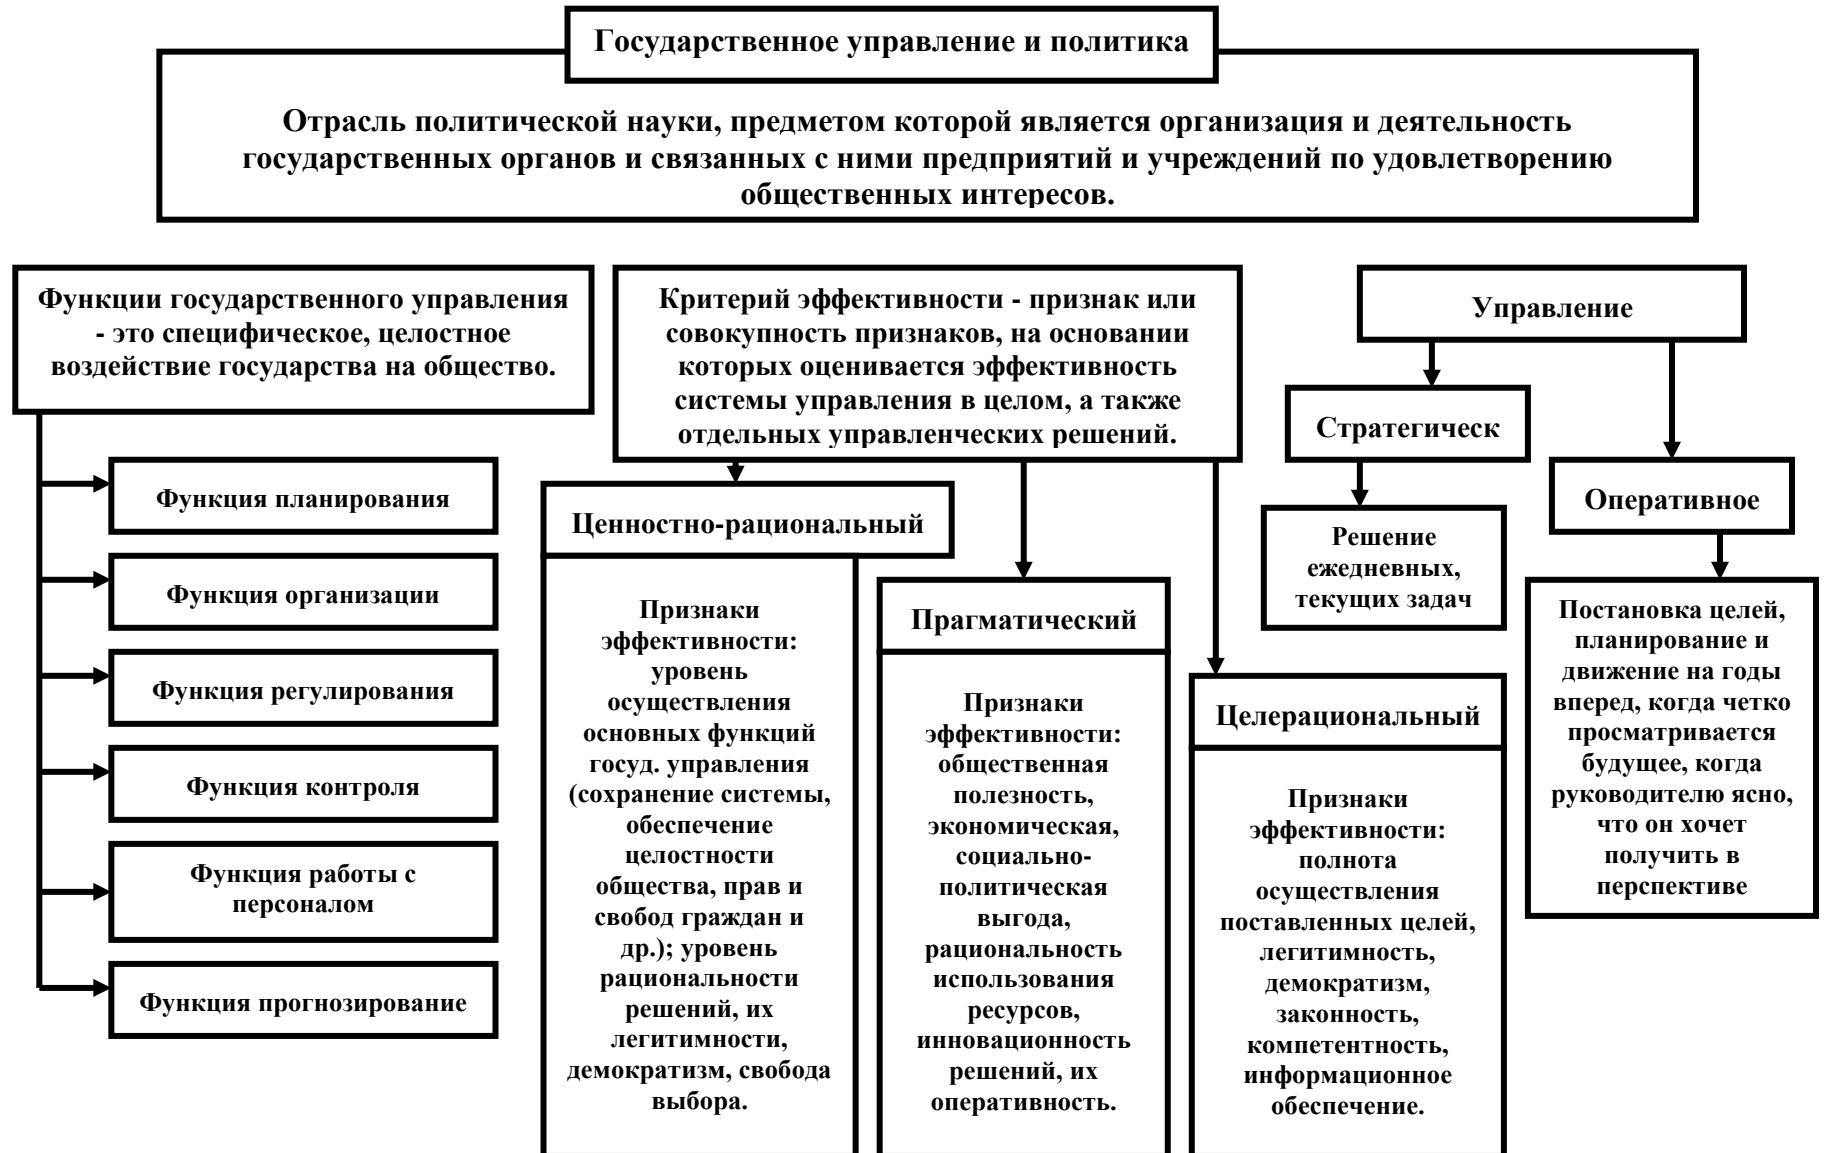 Государственное управление и политика
Отрасль политической науки, предметом которой является организация и деятельность
государственных органов и связанных с ними предприятий и учреждений по удовлетворению
общественных интересов.
Функции государственного управления
- это специфическое, целостное
воздействие государства на общество.
Функция планирования
Функция организации
Функция регулирования
Функция контроля
Функция работы с
персоналом
Функция прогнозирование
Критерий эффективности - признак или
совокупность признаков, на основании
которых оценивается эффективность
системы управления в целом, а также
отдельных управленческих решений.
Ценностно-рациональный
Признаки
эффективности:
уровень
осуществления
основных функций
госуд. управления
(сохранение системы,
обеспечение
целостности
общества, прав и
свобод граждан и
др.); уровень
рациональности
решений, их
легитимности,
демократизм, свобода
выбора.
Прагматический
Признаки
эффективности:
общественная
полезность,
экономическая,
социально-
политическая
выгода,
рациональность
использования
ресурсов,
инновационность
решений, их
оперативность.
Целерациональный
Признаки
эффективности:
полнота
осуществления
поставленных целей,
легитимность,
демократизм,
законность,
компетентность,
информационное
обеспечение.
Управление
Стратегическ
Решение
ежедневных,
текущих задач
Оперативное
Постановка целей,
планирование и
движение на годы
вперед, когда четко
просматривается
будущее, когда
руководителю ясно,
что он хочет
получить в
перспективе